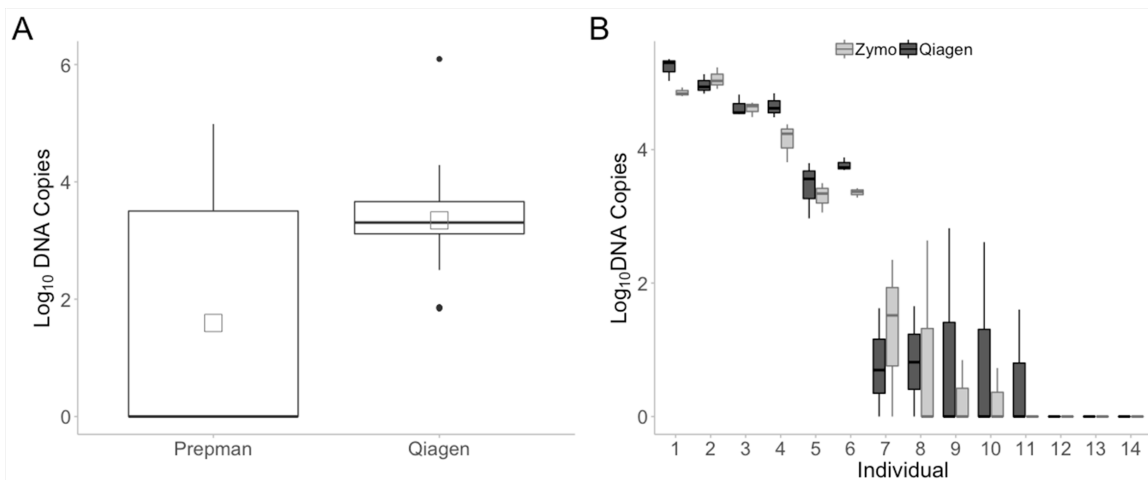 A
Log10 DNA Copies
6
4
2
0
Prepman Qiagen
B
Zymo Qiagen
Log10DNA Copies
4
2
0
1 2 3 4 5 6 7 8 9 10 11 12 13 14
Individual